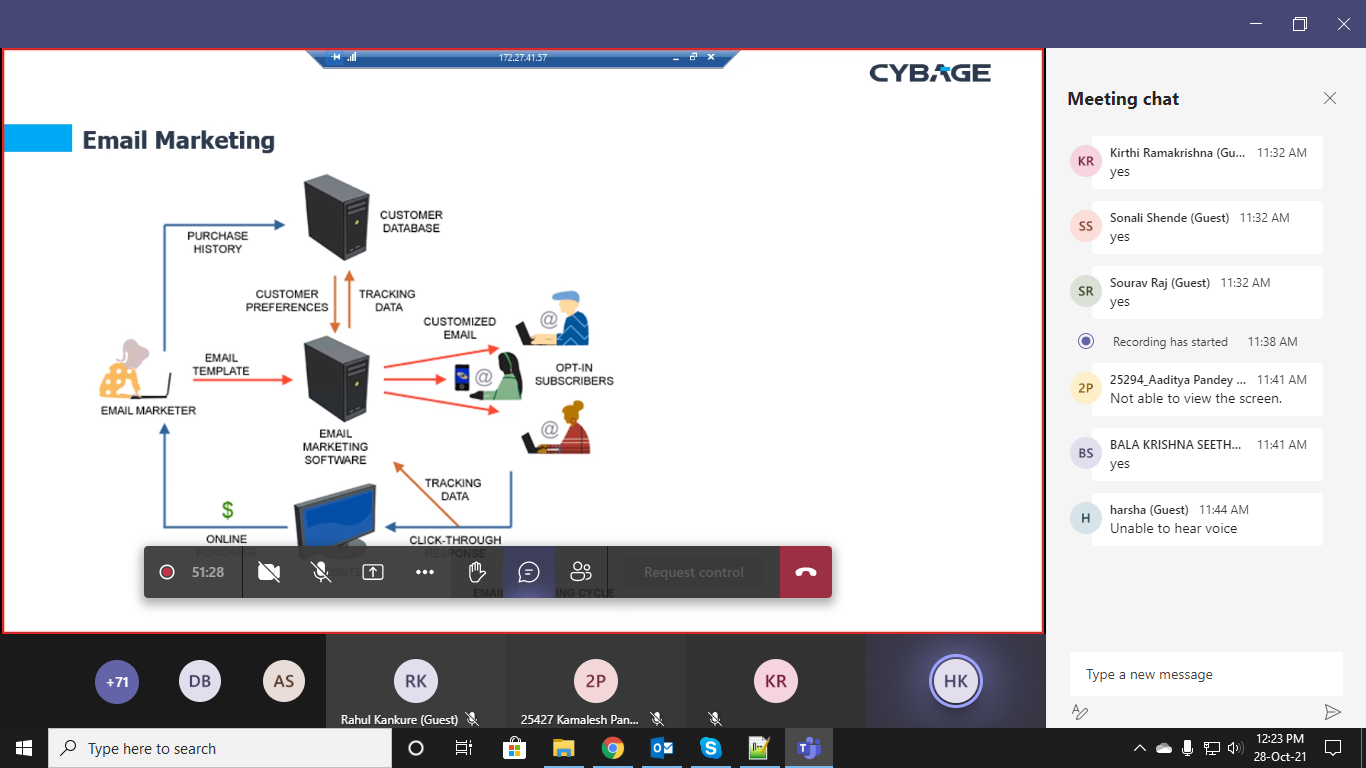 172.27.41.57
CYBAGE
Email Marketing
CUSTOMER
DATABASE
PURCHASE
HISTORY
CUSTOMER
PREFERENCES
TRACKING
DATA
CUSTOMIZED
EMAIL
@
EMAIL
TEMPLATE
@
OPT-IN
SUBSCRIBERS
EMAIL MARKETER
@
EMAIL
MARKETING
SOFTWARE
TRACKING
DATA
$
ONLINE
PURCHASE
CLICK-THROUGH
RESPONSE
51:28
Request control
+71
DB
AS
RK
Rahul Kankure (Guest)
2P
25427 Kamalesh Pan...
KR
HK
Meeting chat
KR
Kirthi Ramakrishna (Gu... 11:32 AM
yes
SS
Sonali Shende (Guest) 11:32 AM
yes
SR
Sourav Raj (Guest) 11:32 AM
yes
Recording has started 11:38 AM
2P
25294_Aaditya Pandey ... 11:41 AM
Not able to view the screen.
BS
BALA KRISHNA SEETH... 11:41 AM
yes
H
harsha (Guest) 11:44 AM
Unable to hear voice
Type a new message
Type here to search
12:23 PM
28-Oct-21